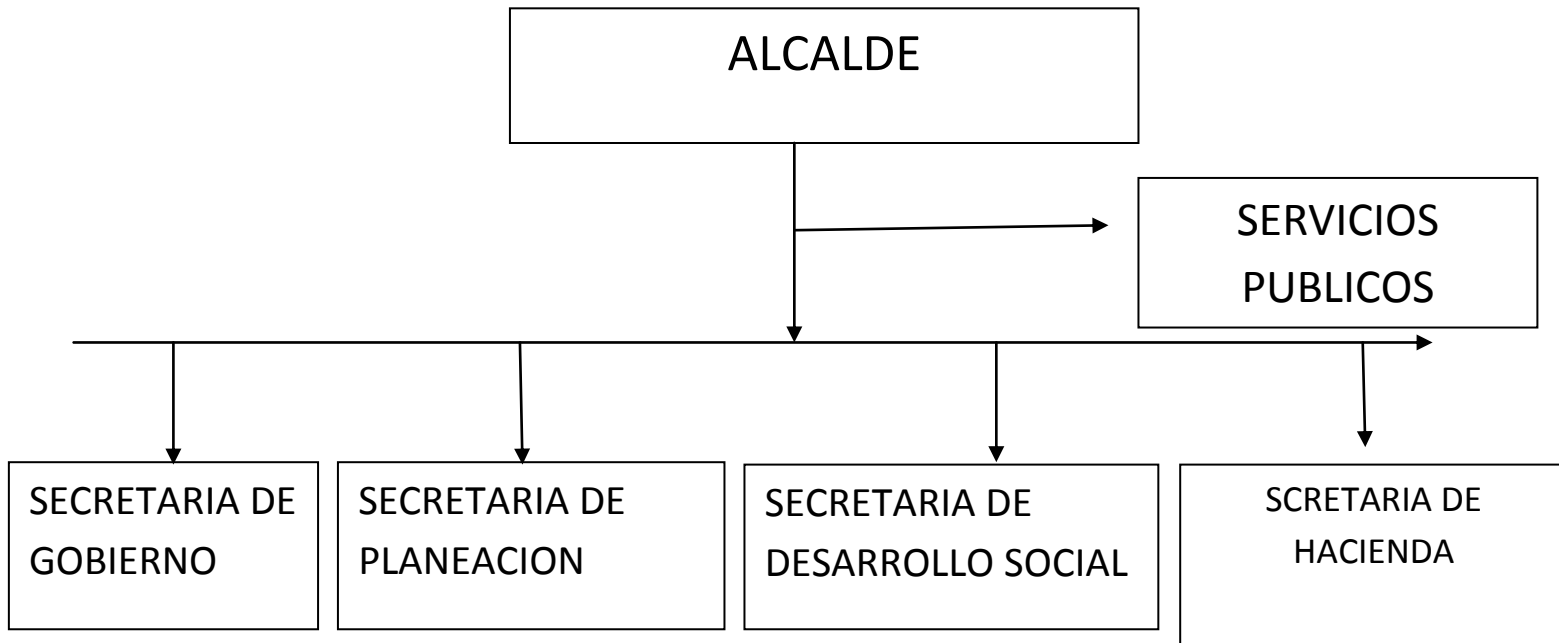 ALCALDE
SERVICIOS
PUBLICOS
SECRETARIA DE
GOBIERNO
SECRETARIA DE
PLANEACION
SECRETARIA DE
DESARROLLO SOCIAL
SCRETARIA DE
HACIENDA